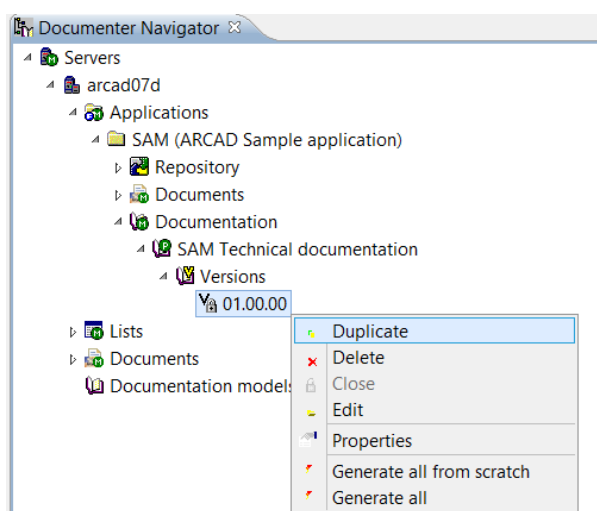 Documenter Navigator
Servers
arcad07d
Applications
SAM (ARCAD Sample application)
Repository
Documents
Documentation
SAM Technical documentation
Versions
01.00.00
Lists
Documents
Documentation models
Duplicate
Delete
Close
Edit
Properties
Generate all from scratch
Generate all